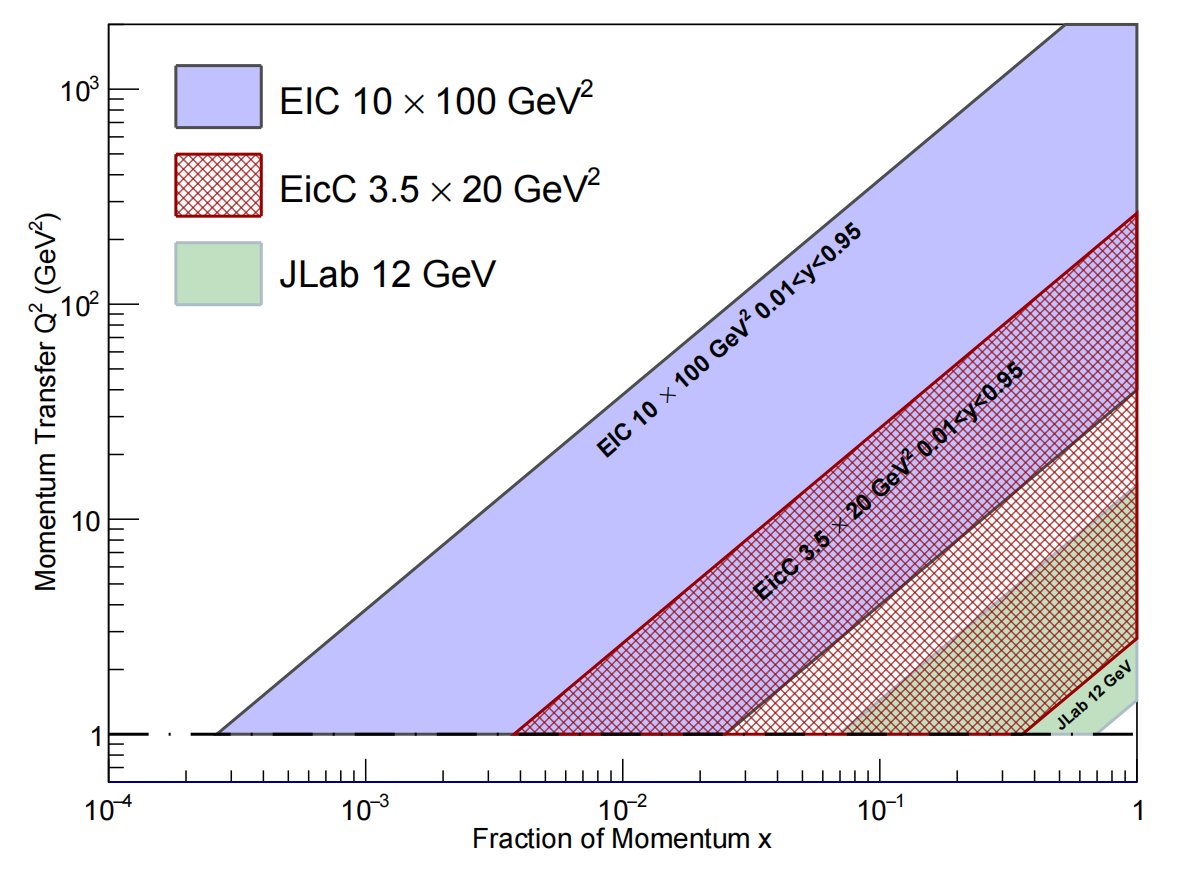 10³
10²
10
1
Momentum Transfer Q² (GeV²)
EIC 10 × 100 GeV²
EicC 3.5 × 20 GeV²
JLab 12 GeV
EIC 10 × 100 GeV² 0.01<y<0.95
EicC 3.5 × 20 GeV² 0.01<y<0.95
JLab 12 GeV
10⁻⁴ 10⁻³ 10⁻² 10⁻¹ 1
Fraction of Momentum x